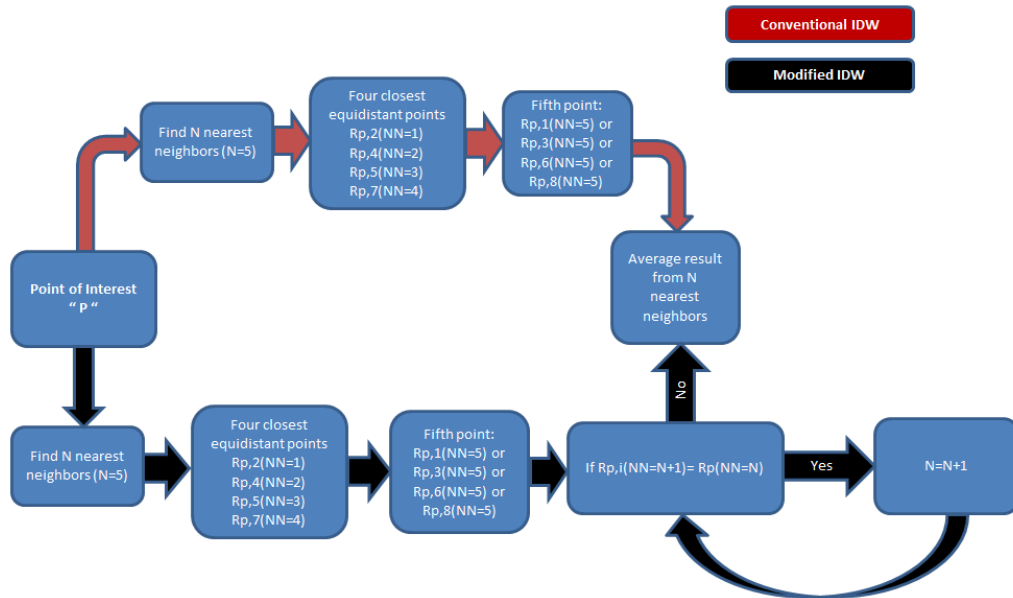 Conventional IDW
Modified IDW
Find N nearest
neighbors (N=5)
Four closest
equidistant points
Rp,2(NN=1)
Rp,4(NN=2)
Rp,5(NN=3)
Rp,7(NN=4)
Fifth point:
Rp,1(NN=5) or
Rp,3(NN=5) or
Rp,6(NN=5) or
Rp,8(NN=5)
Point of Interest
“ P “
Average result
from N
nearest
neighbors
No
Find N nearest
neighbors (N=5)
Four closest
equidistant points
Rp,2(NN=1)
Rp,4(NN=2)
Rp,5(NN=3)
Rp,7(NN=4)
Fifth point:
Rp,1(NN=5) or
Rp,3(NN=5) or
Rp,6(NN=5) or
Rp,8(NN=5)
If Rp,i(NN=N+1)= Rp(NN=N)
Yes
N=N+1